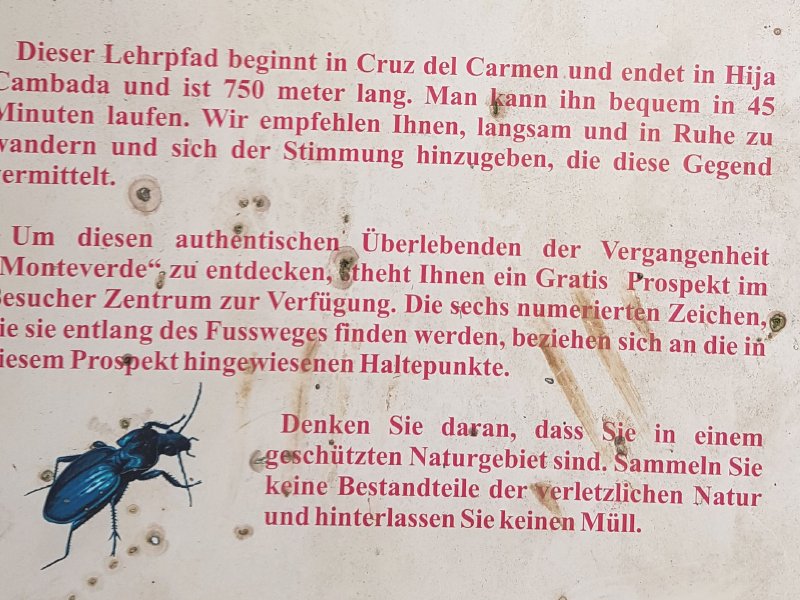 Dieser Lehrpfad beginnt in Cruz del Carmen und endet in Hija
Cambada und ist 750 meter lang. Man kann ihn bequem in 45
Minuten laufen. Wir empfehlen Ihnen, langsam und in Ruhe zu
wandern und sich der Stimmung hinzugeben, die diese Gegend
vermittelt.
Um diesen authentischen Überlebenden der Vergangenheit
„Monteverde“ zu entdecken, stheht Ihnen ein Gratis Prospekt im
Besucher Zentrum zur Verfügung. Die sechs numerierten Zeichen,
die sie entlang des Fussweges finden werden, beziehen sich an die in
diesem Prospekt hingewiesenen Haltepunkte.
Denken Sie daran, dass Sie in einem
geschützten Naturgebiet sind. Sammeln Sie
keine Bestandteile der verletzlichen Natur
und hinterlassen Sie keinen Müll.